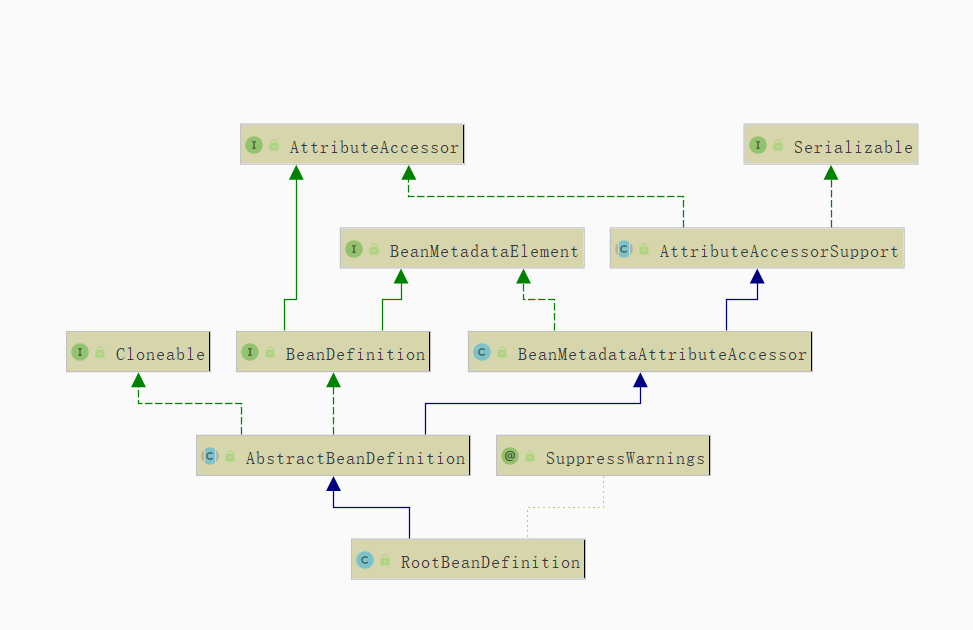 I AttributeAccessor
I Serializable
I BeanMetadataElement
C AttributeAccessorSupport
I Cloneable
I BeanDefinition
C BeanMetadataAttributeAccessor
C AbstractBeanDefinition
@ SuppressWarnings
C RootBeanDefinition